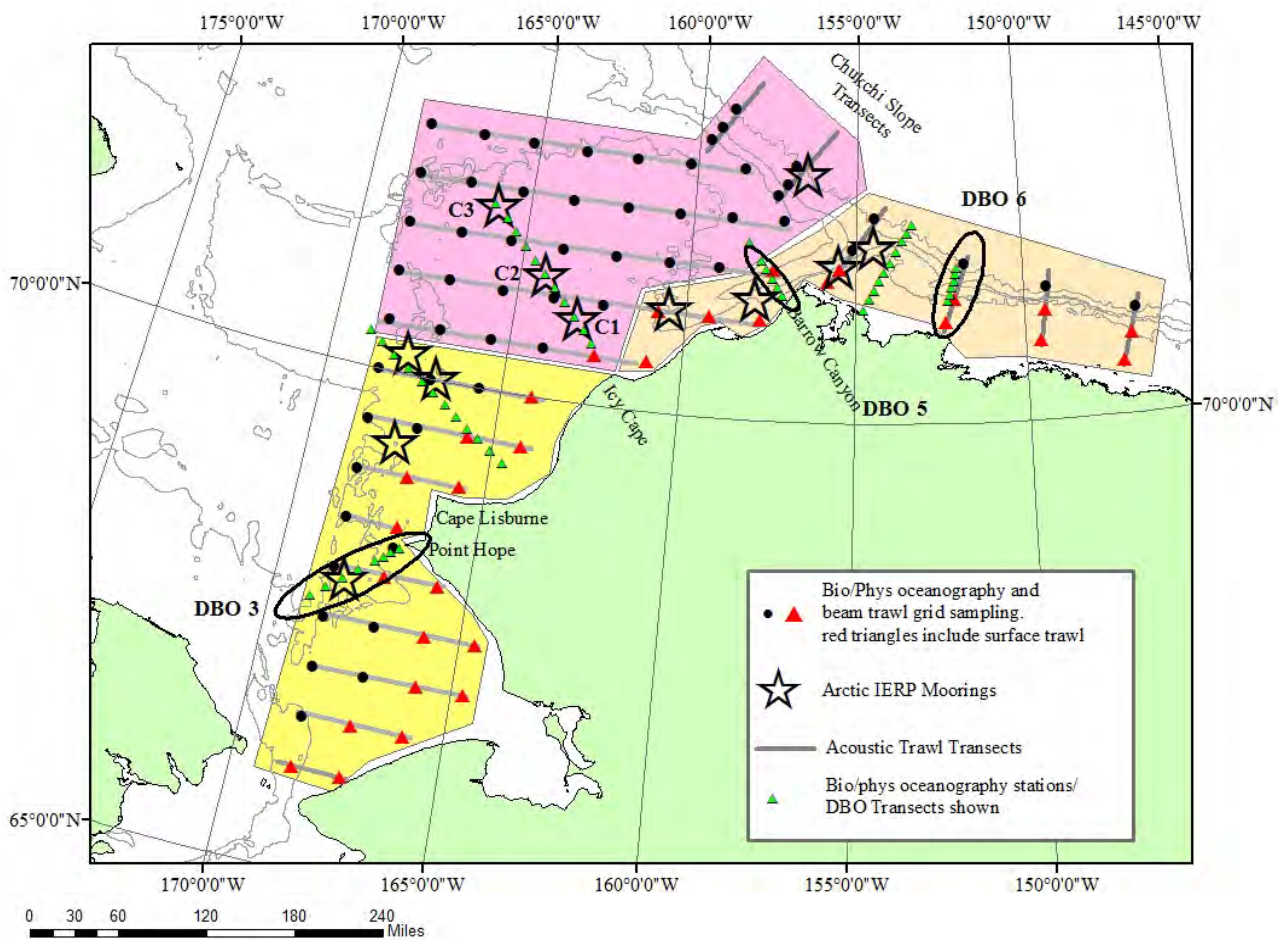 175°0'0"W 170°0'0"W 165°0'0"W 160°0'0"W 155°0'0"W 150°0'0"W 145°0'0"W
Chukchi Slope
Transects
DBO 6
C3
C2
C1
70°0'0"N
Barrow Canyon
DBO 5
Icy Cape
70°0'0"N
Cape Lisburne
Point Hope
DBO 3
Bio/Phys oceanography and
beam trawl grid sampling.
red triangles include surface trawl
Arctic IERP Moorings
Acoustic Trawl Transects
Bio/phys oceanography stations/
DBO Transects shown
65°0'0"N
170°0'0"W 165°0'0"W 160°0'0"W 155°0'0"W 150°0'0"W
0 30 60 120 180 240
Miles